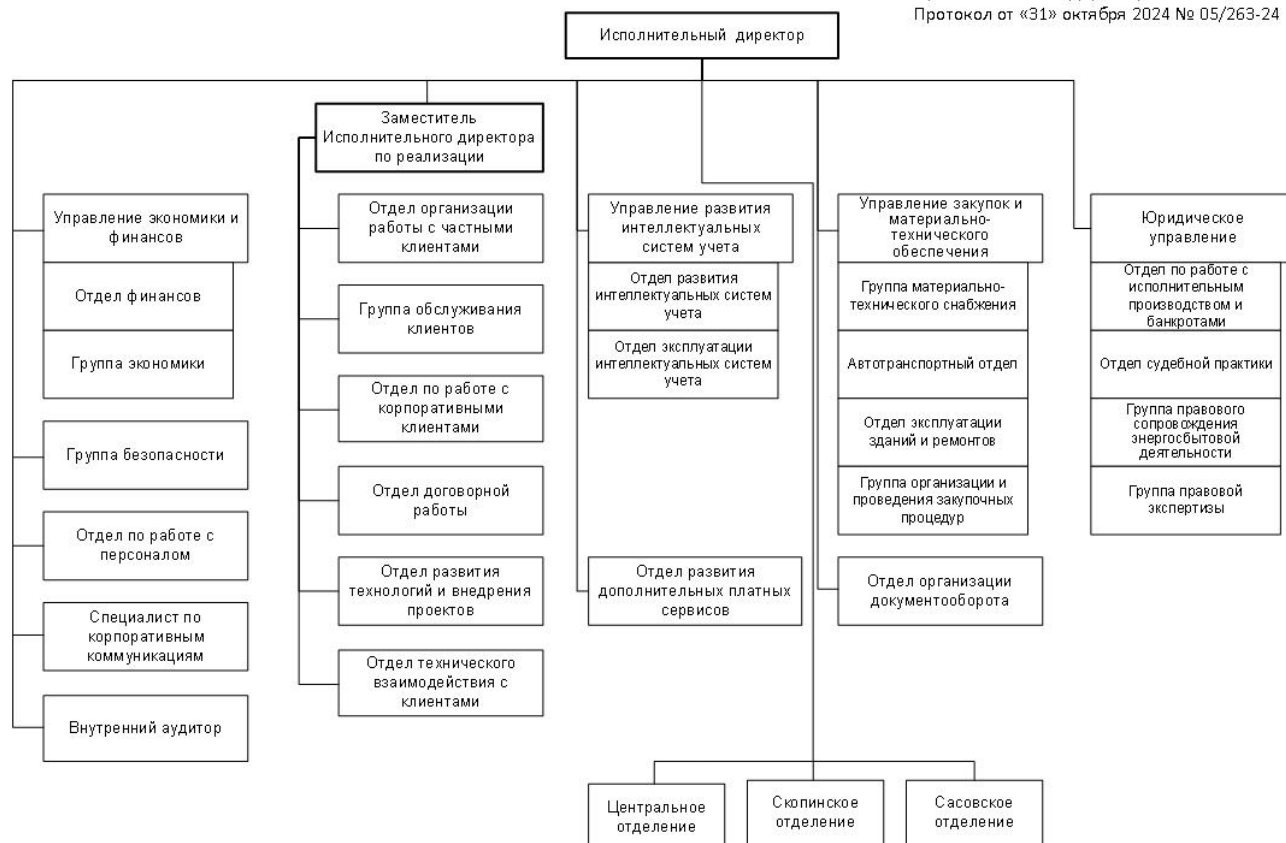 Протокол от «31» октября 2024 № 05/263-24
Исполнительный директор
Заместитель
Исполнительного директора
по реализации
Управление экономики и
финансов
Отдел финансов
Группа экономики
Группа безопасности
Отдел по работе с
персоналом
Специалист по
корпоративным
коммуникациям
Внутренний аудитор
Отдел организации
работы с частными
клиентами
Группа обслуживания
клиентов
Отдел по работе с
корпоративными
клиентами
Отдел договорной
работы
Отдел развития
технологий и внедрения
проектов
Отдел технического
взаимодействия с
клиентами
Управление развития
интеллектуальных
систем учета
Отдел развития
интеллектуальных систем
учета
Отдел эксплуатации
интеллектуальных систем
учета
Отдел развития
дополнительных платных
сервисов
Управление закупок и
материально-
технического
обеспечения
Группа материально-
технического снабжения
Автотранспортный отдел
Отдел эксплуатации
зданий и ремонтов
Группа организации и
проведения закупочных
процедур
Отдел организации
документооборота
Юридическое
управление
Отдел по работе с
исполнительным
производством и
банкротами
Отдел судебной практики
Группа правового
сопровождения
энергосбытовой
деятельности
Группа правовой
экспертизы
Центральное
отделение
Скопинское
отделение
Сасовское
отделение